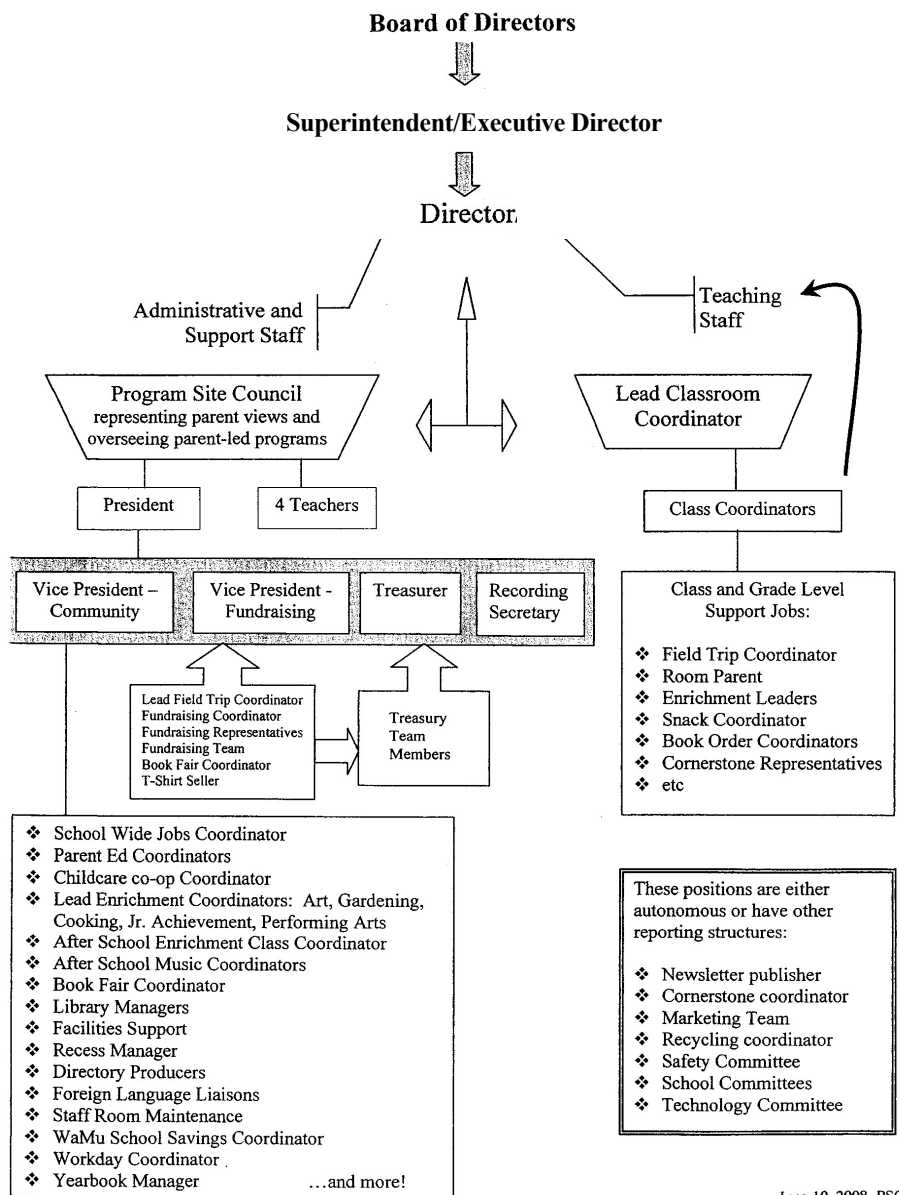 Board of Directors
Superintendent/Executive Director
Director
Administrative and
Support Staff
Teaching
Staff
Program Site Council
representing parent views and
overseeing parent-led programs
Lead Classroom
Coordinator
President
4 Teachers
Class Coordinators
Vice President –
Community
Vice President -
Fundraising
Treasurer
Recording
Secretary
Class and Grade Level
Support Jobs:
❖ Field Trip Coordinator
❖ Room Parent
❖ Enrichment Leaders
❖ Snack Coordinator
❖ Book Order Coordinators
❖ Cornerstone Representatives
❖ etc
Lead Field Trip Coordinator
Fundraising Coordinator
Fundraising Representatives
Fundraising Team
Book Fair Coordinator
T-Shirt Seller
Treasury
Team
Members
❖ School Wide Jobs Coordinator
❖ Parent Ed Coordinators
❖ Childcare co-op Coordinator
❖ Lead Enrichment Coordinators: Art, Gardening,
Cooking, Jr. Achievement, Performing Arts
❖ After School Enrichment Class Coordinator
❖ After School Music Coordinators
❖ Book Fair Coordinator
❖ Library Managers
❖ Facilities Support
❖ Recess Manager
❖ Directory Producers
❖ Foreign Language Liaisons
❖ Staff Room Maintenance
❖ WaMu School Savings Coordinator
❖ Workday Coordinator
❖ Yearbook Manager …and more!
These positions are either
autonomous or have other
reporting structures:
❖ Newsletter publisher
❖ Cornerstone coordinator
❖ Marketing Team
❖ Recycling coordinator
❖ Safety Committee
❖ School Committees
❖ Technology Committee
10, 2008